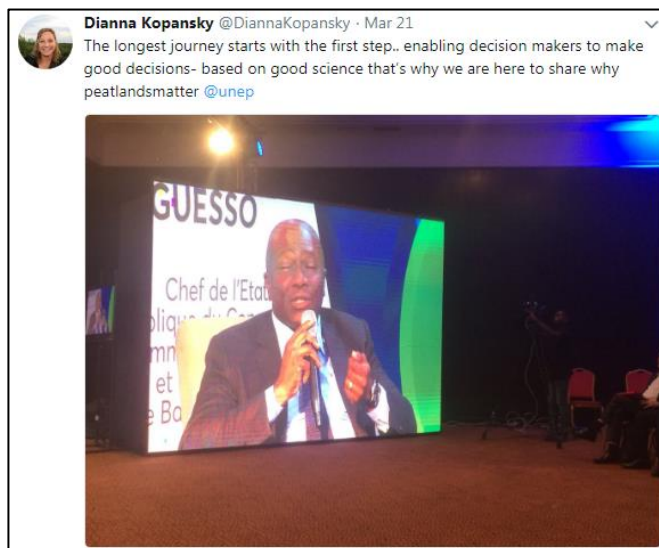 Dianna Kopansky @DiannaKopansky · Mar 21
The longest journey starts with the first step.. enabling decision makers to make
good decisions- based on good science that's why we are here to share why
peatlandsmatter @unep
GUESSO
Chef de l'Etat
et